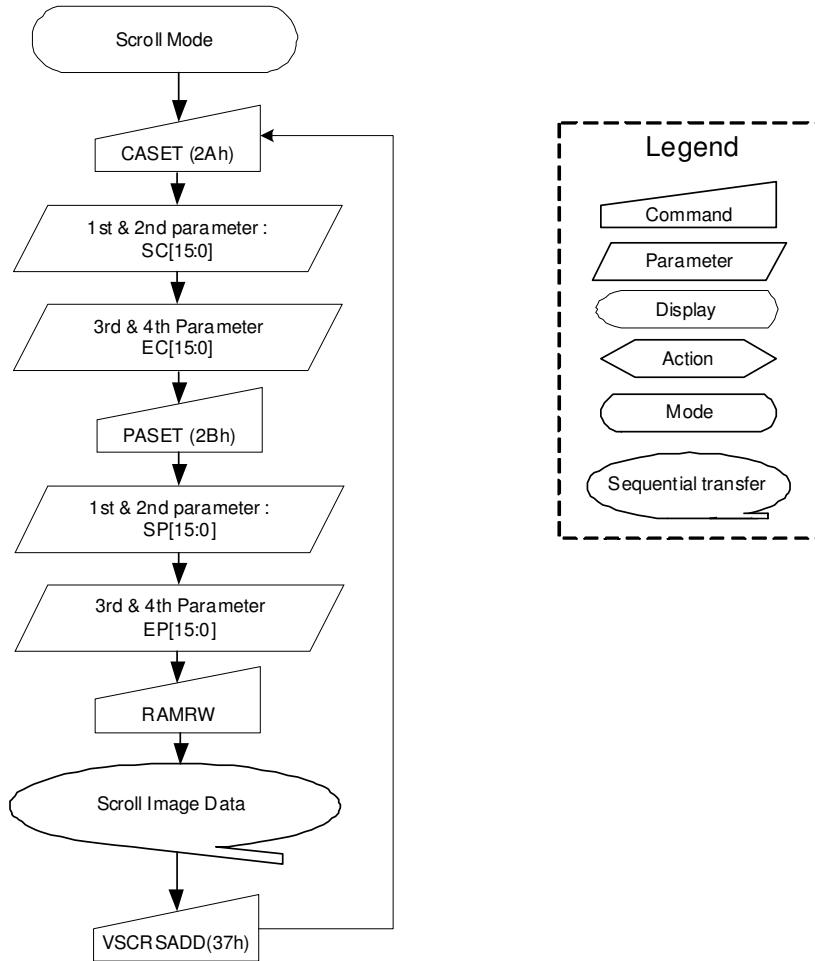 Scroll Mode
CASET (2Ah)
1st & 2nd parameter :
SC[15:0]
3rd & 4th Parameter
EC[15:0]
PASET (2Bh)
1st & 2nd parameter :
SP[15:0]
3rd & 4th Parameter
EP[15:0]
RAMRW
Scroll Image Data
VSCRSADD(37h)
Legend
Command
Parameter
Display
Action
Mode
Sequential transfer